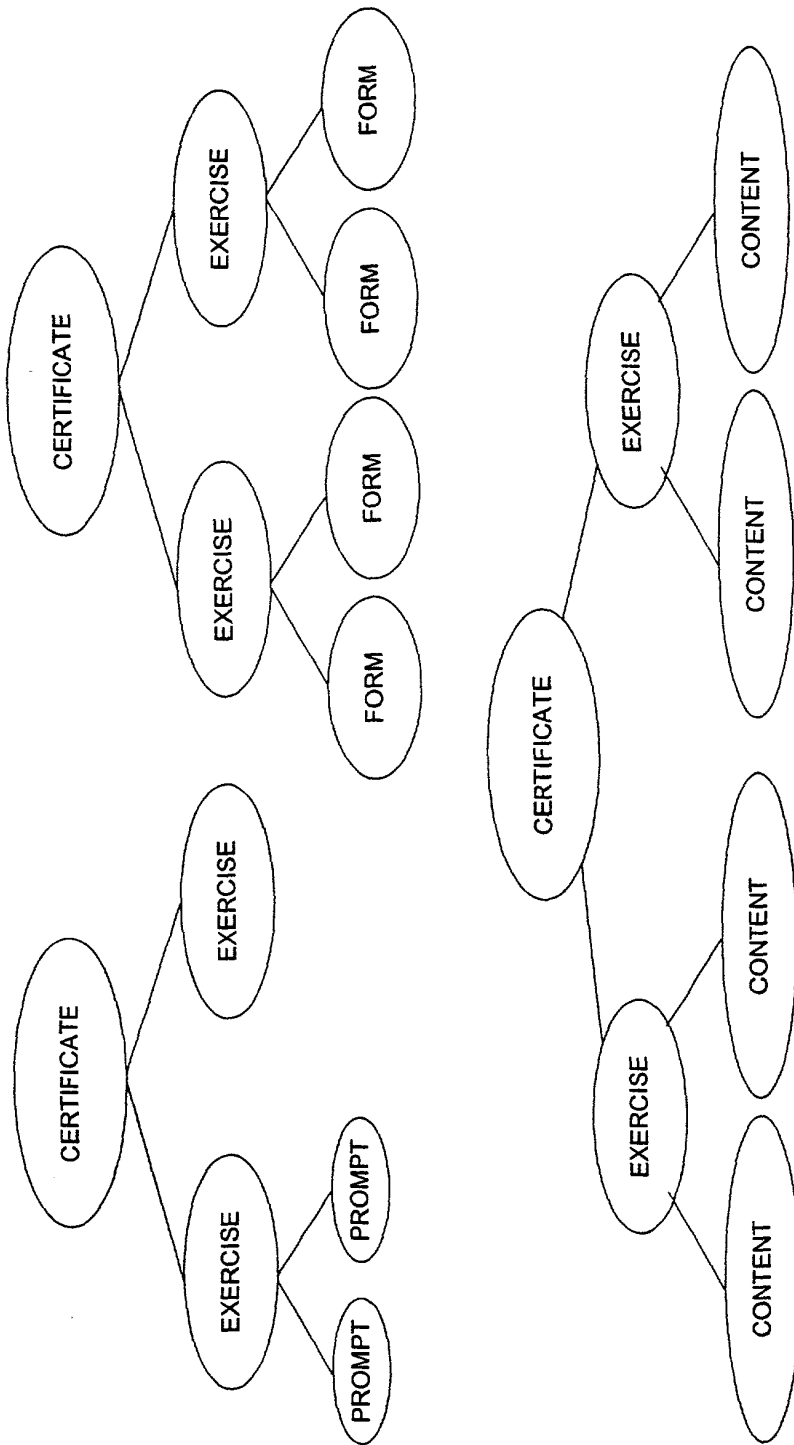 CERTIFICATE
EXERCISE
EXERCISE
PROMPT
PROMPT
CERTIFICATE
EXERCISE
EXERCISE
FORM
FORM
FORM
FORM
CERTIFICATE
EXERCISE
EXERCISE
CONTENT
CONTENT
CONTENT
CONTENT